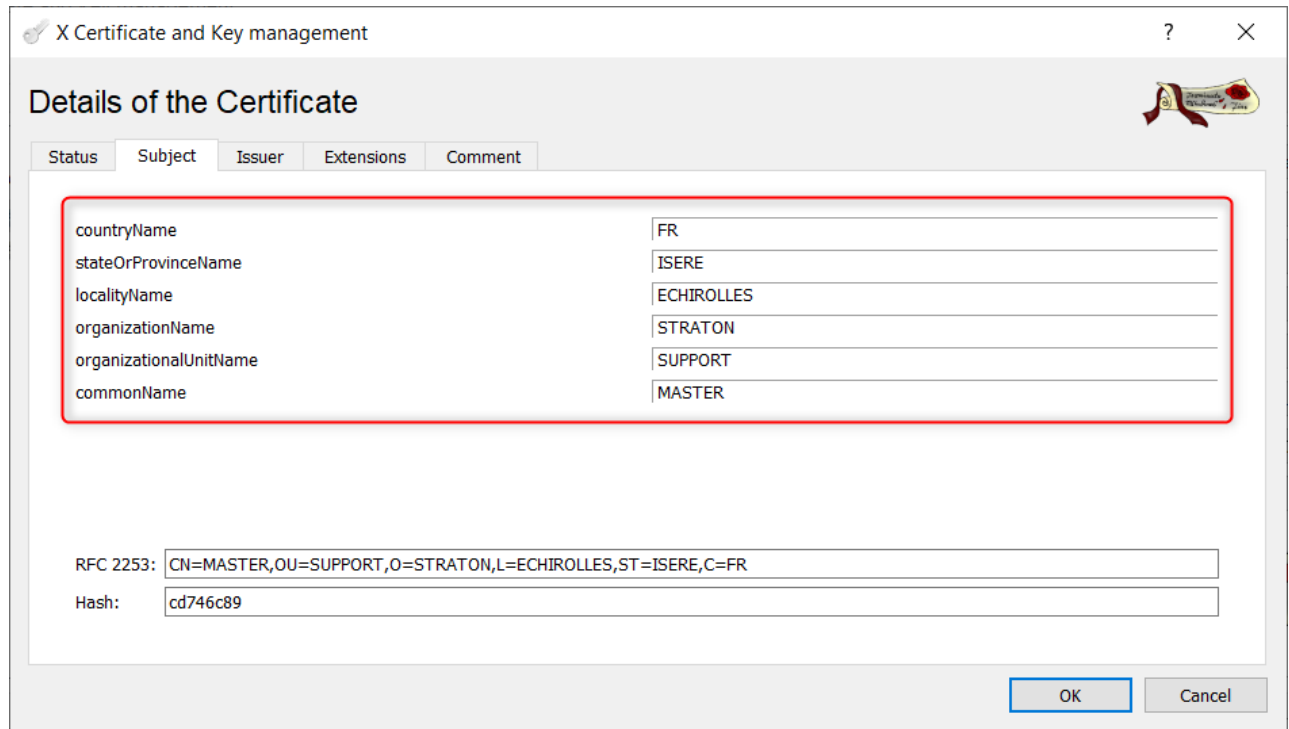 X Certificate and Key management
Details of the Certificate
Status Subject Issuer Extensions Comment
countryName FR
stateOrProvinceName ISERE
localityName ECHIROLLES
organizationName STRATON
organizationalUnitName SUPPORT
commonName MASTER
RFC 2253: CN=MASTER,OU=SUPPORT,O=STRATON,L=ECHIROLLES,ST=ISERE,C=FR
Hash: cd746c89
OK Cancel